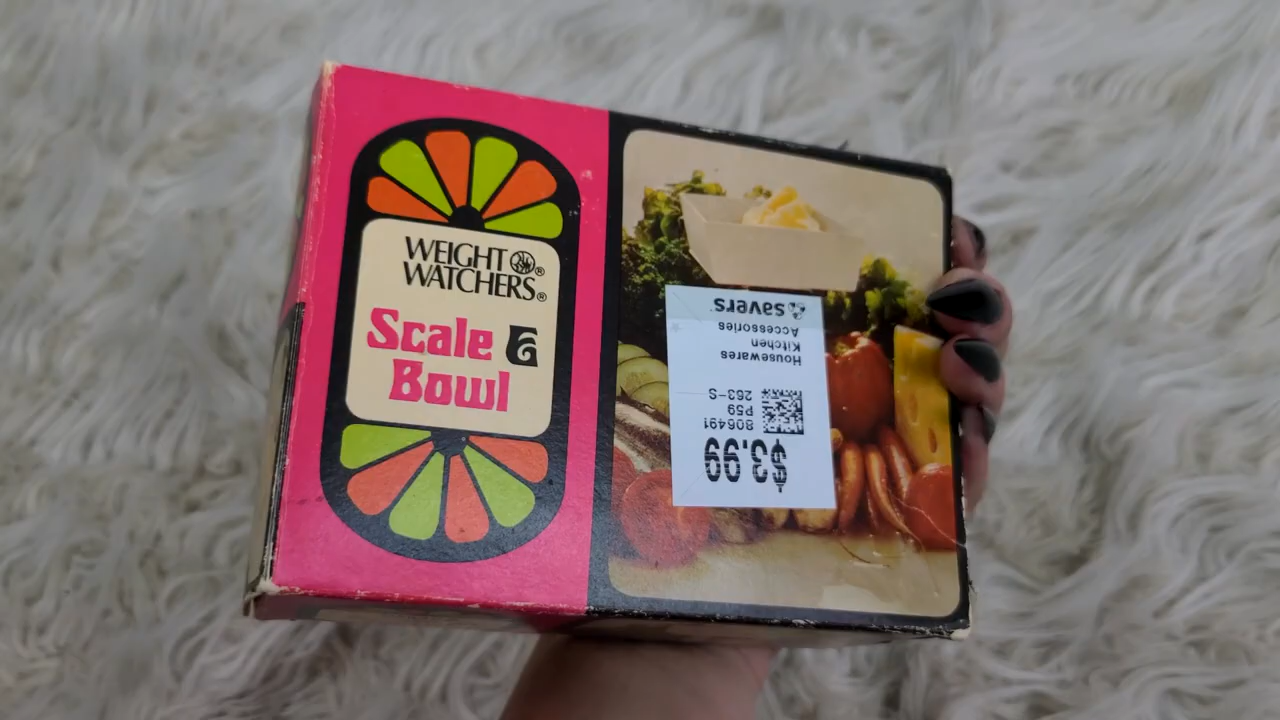 WEIGHT ®
WATCHERS®
Scale &
Bowl
savers
Housewares
Kitchen
Accessories
263-S
P59
806491
$3.99